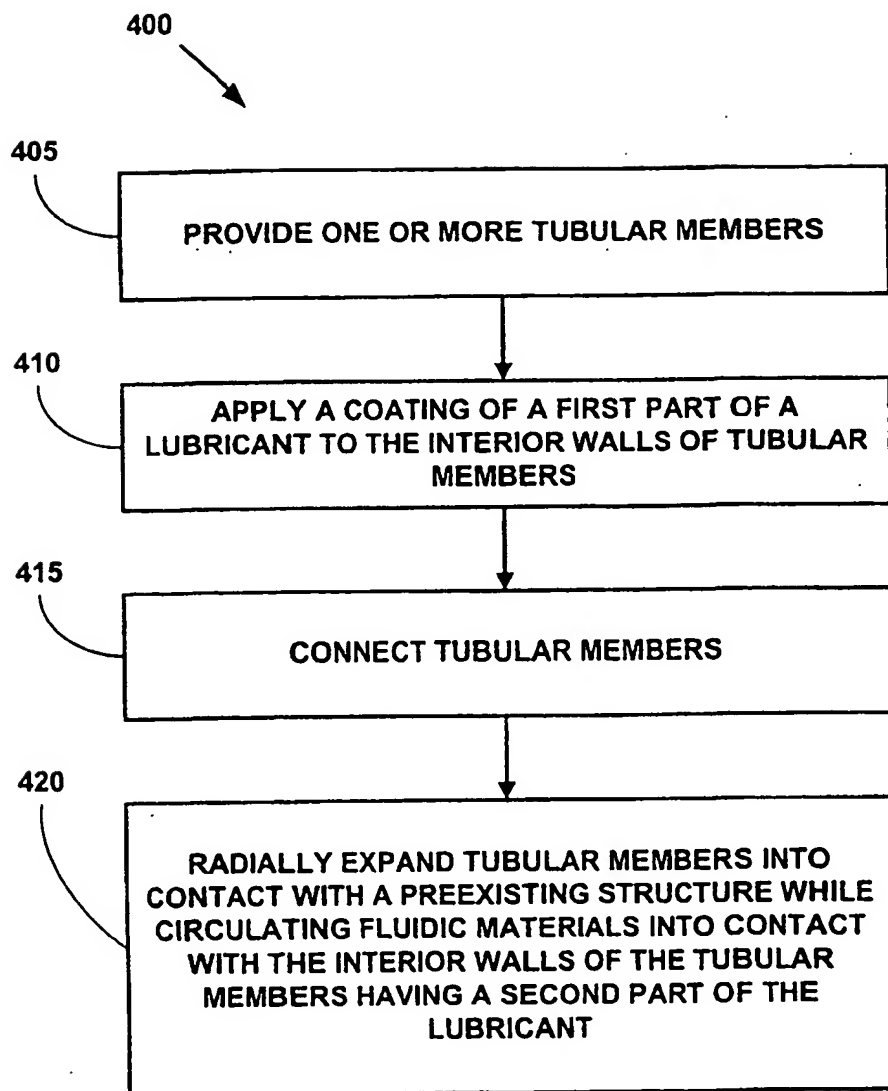 400
405
PROVIDE ONE OR MORE TUBULAR MEMBERS
410
APPLY A COATING OF A FIRST PART OF A
LUBRICANT TO THE INTERIOR WALLS OF TUBULAR
MEMBERS
415
CONNECT TUBULAR MEMBERS
420
RADIALLY EXPAND TUBULAR MEMBERS INTO
CONTACT WITH A PREEXISTING STRUCTURE WHILE
CIRCULATING FLUIDIC MATERIALS INTO CONTACT
WITH THE INTERIOR WALLS OF THE TUBULAR
MEMBERS HAVING A SECOND PART OF THE
LUBRICANT